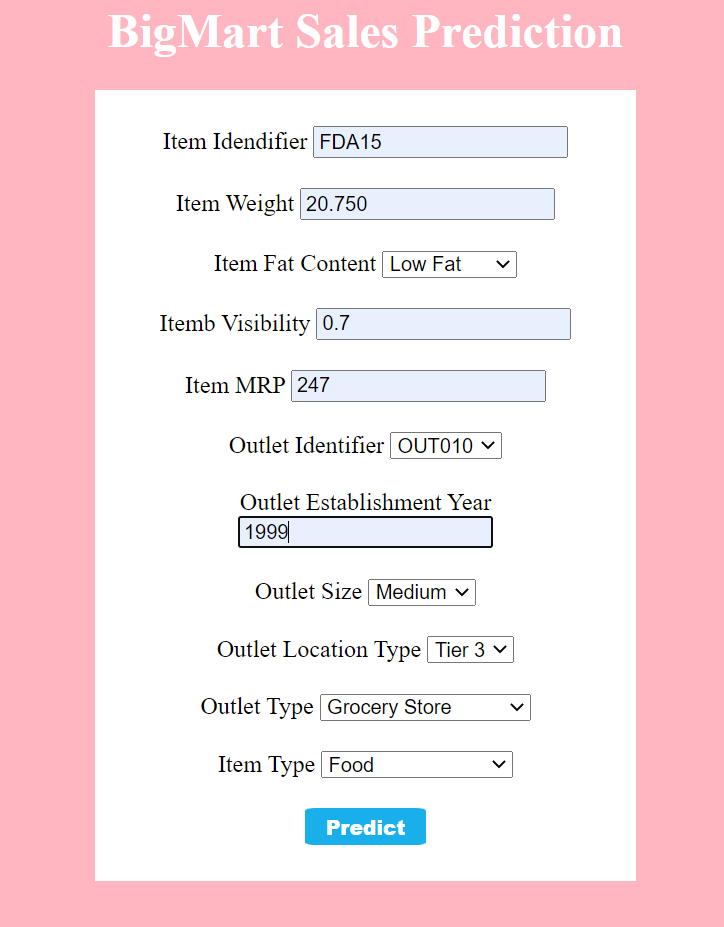 BigMart Sales Prediction
Item Idendifier FDA15
Item Weight 20.750
Item Fat Content Low Fat
Itemb Visibility 0.7
Item MRP 247
Outlet Identifier OUT010
Outlet Establishment Year
1999
Outlet Size Medium
Outlet Location Type Tier 3
Outlet Type Grocery Store
Item Type Food
Predict